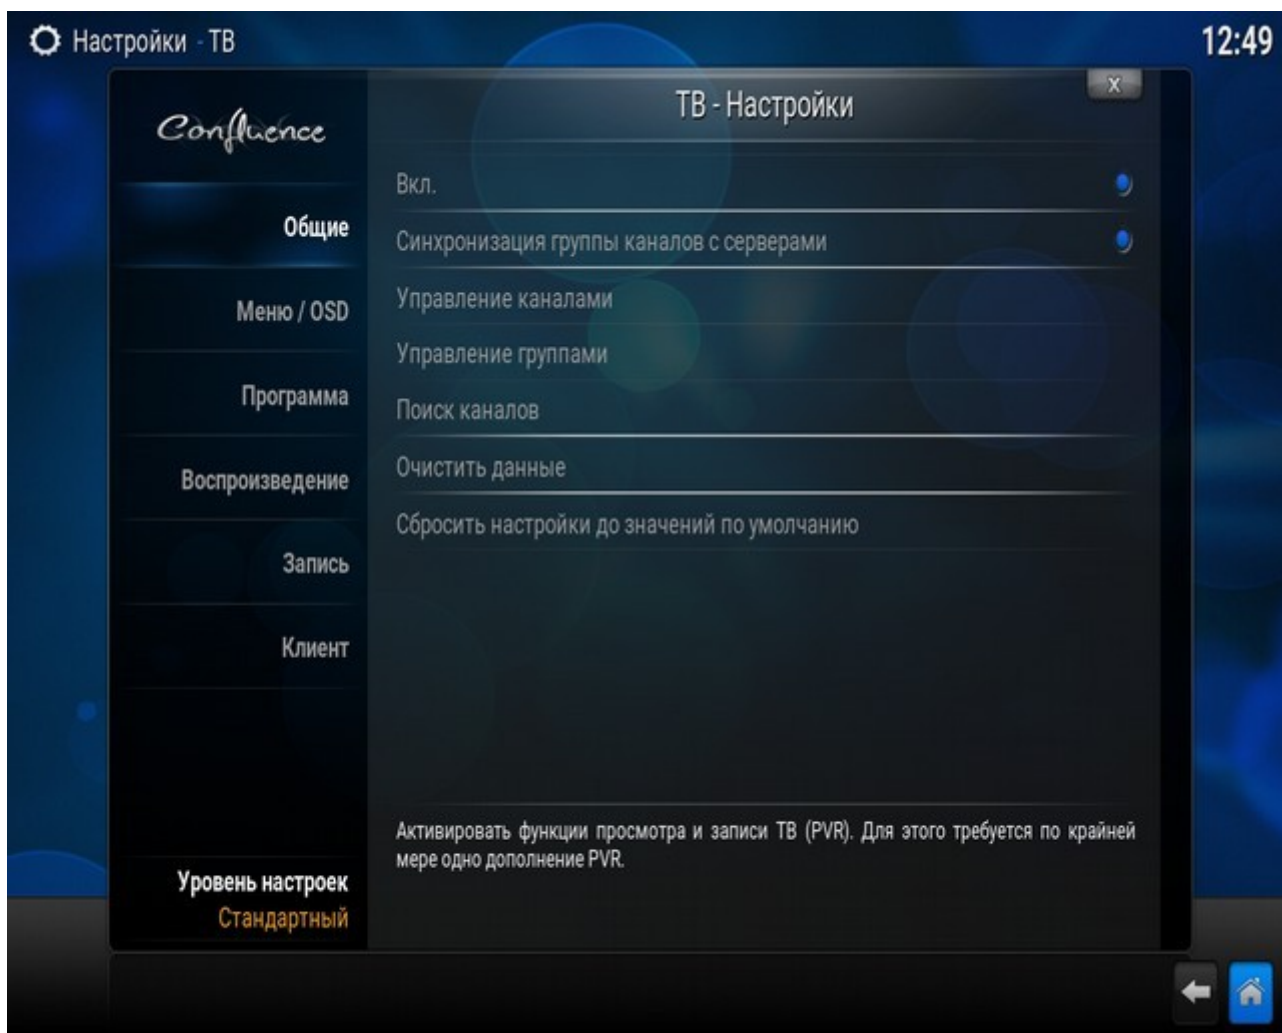 Настройки - ТВ
12:49
Confluence
ТВ - Настройки
X
Общие
Меню / OSD
Программа
Воспроизведение
Запись
Клиент
Вкл.
Синхронизация группы каналов с серверами
Управление каналами
Управление группами
Поиск каналов
Очистить данные
Сбросить настройки до значений по умолчанию
Активировать функции просмотра и записи ТВ (PVR). Для этого требуется по крайней
мере одно дополнение PVR.
Уровень настроек
Стандартный